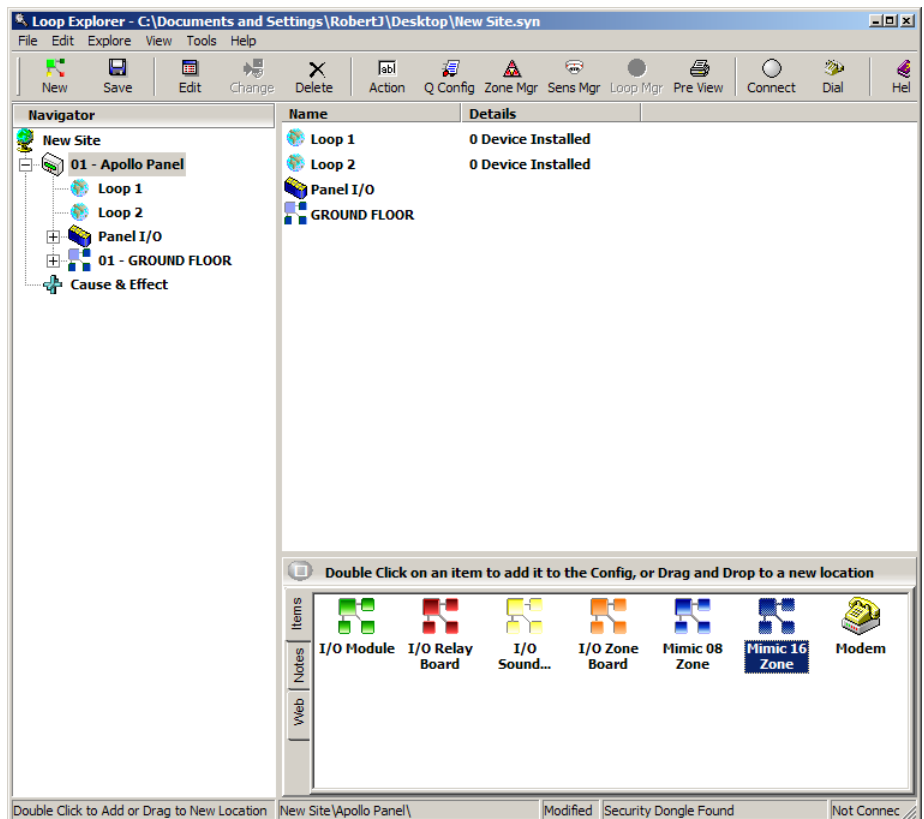 Loop Explorer - C:\Documents and Settings\RobertJ\Desktop\New Site.syn
File Edit Explore View Tools Help
New Save Edit Change Delete Action Q Config Zone Mgr Sens Mgr Loop Mgr Pre View Connect Dial Hel
abl
Navigator
New Site
01 - Apollo Panel
Loop 1
Loop 2
Panel I/O
01 - GROUND FLOOR
Cause & Effect
Name Details
Loop 1 0 Device Installed
Loop 2 0 Device Installed
Panel I/O
GROUND FLOOR
Double Click on an item to add it to the Config, or Drag and Drop to a new location
Items
Notes
Web
I/O Module I/O Relay I/O I/O Zone Mimic 08 Mimic 16 Modem
Board Sound... Board Zone Zone
Double Click to Add or Drag to New Location New Site\Apollo Panel\ Modified Security Dongle Found Not Connec